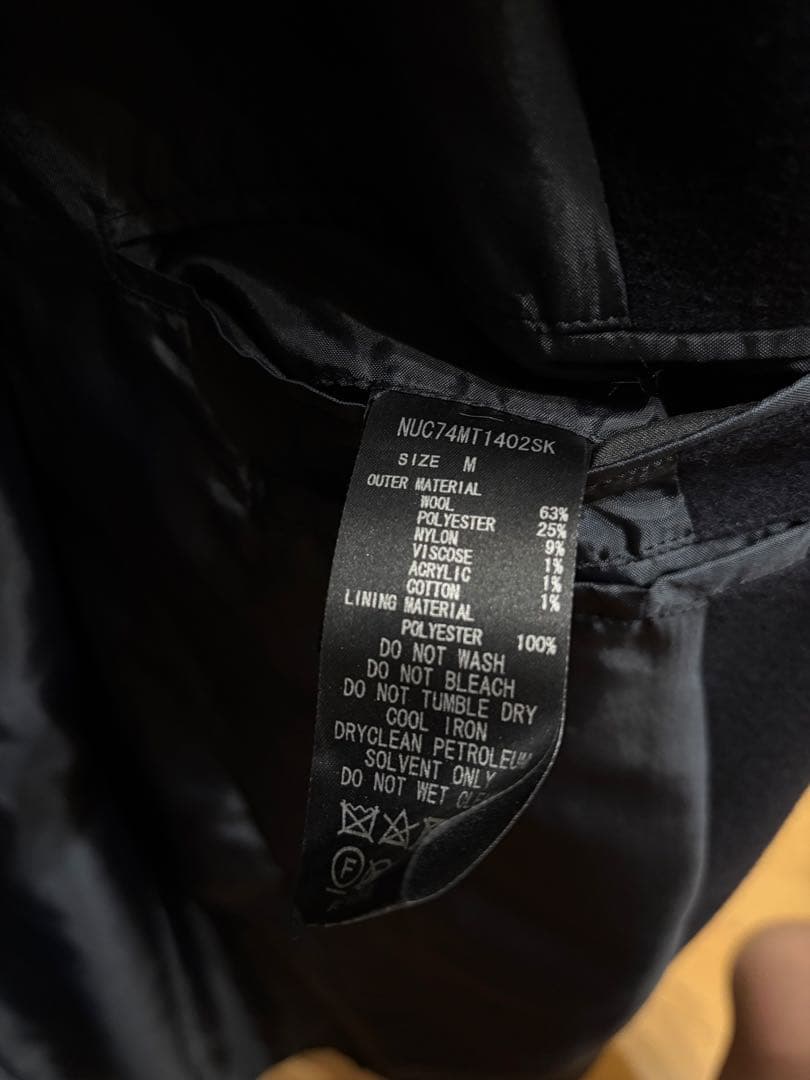 NUC74MT1402SK
SIZE M
OUTER MATERIAL
WOOL 63%
POLYESTER 25%
NYLON 9%
VISCOSE 1%
ACRYLIC 1%
COTTON 1%
LINING MATERIAL
POLYESTER 100%
DO NOT WASH
DO NOT BLEACH
DO NOT TUMBLE DRY
COOL IRON
DRYCLEAN PETROLEUM
SOLVENT ONLY
DO NOT WET
F